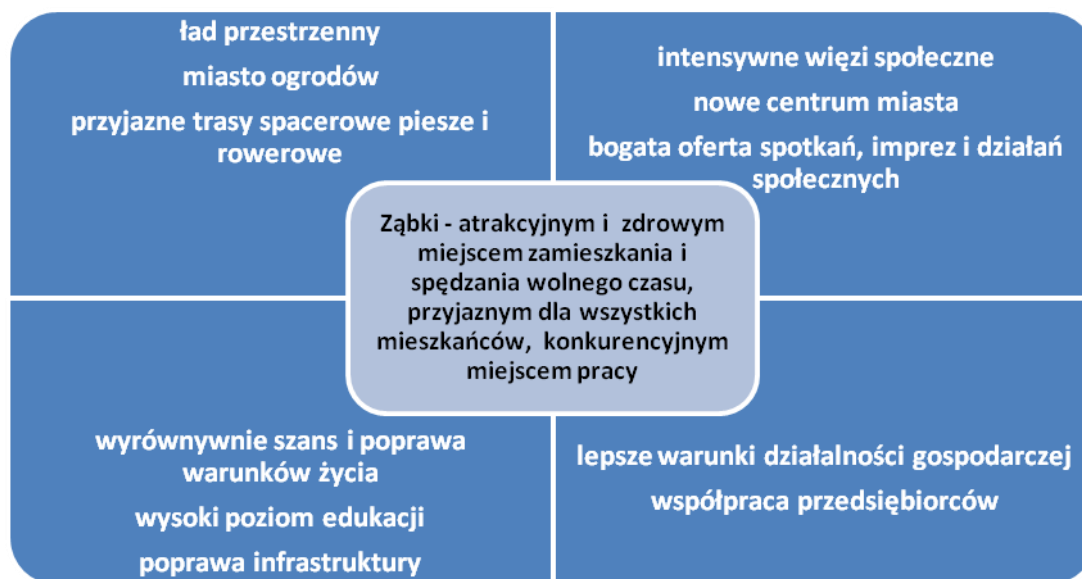 ład przestrzenny
miasto ogrodów
przyjazne trasy spacerowe piesze i
rowerowe
intensywne więzi społeczne
nowe centrum miasta
bogata oferta spotkań, imprez i działań
społecznych
Ząbki - atrakcyjnym i zdrowym
miejscem zamieszkania i
spędzania wolnego czasu,
przyjaznym dla wszystkich
mieszkańców, konkurencyjnym
miejscem pracy
wyrównywnie szans i poprawa
warunków życia
wysoki poziom edukacji
poprawa infrastruktury
lepsze warunki działalności gospodarczej
współpraca przedsiębiorców